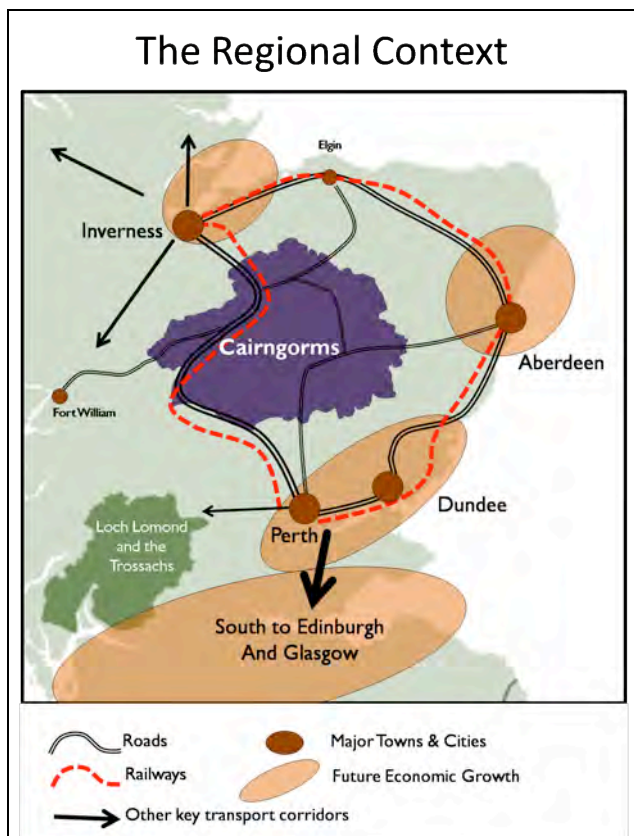 The Regional Context
Elgin
Inverness
Cairngorms
Aberdeen
Fort William
Dundee
Perth
Loch Lomond
and the
Trossachs
South to Edinburgh
And Glasgow
Roads
Major Towns & Cities
Railways
Future Economic Growth
Other key transport corridors